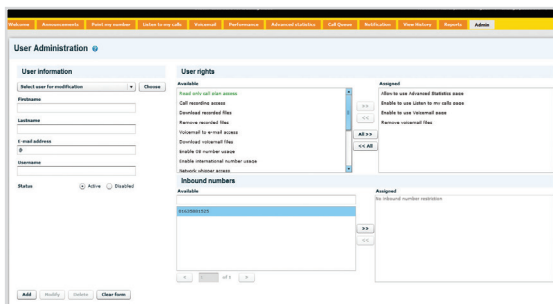 Welcome
Announcements
Point my number
Listen to my calls
Voicemail
Performance
Advanced statistics
Call Queue
Notification
View History
Reports
Admin
User Administration
User information
Select user for modification
Choose
Firstname
Lastname
E-mail address
@
Username
Status
Active
Disabled
Add
Modify
Delete
Clear form
User rights
Available
Read only call plan access
Call recording access
Download recorded files
Remove recorded files
Voicemail to e-mail access
Download voicemail files
Enable UK number usage
Enable international number usage
Network whisper access
>>
<<
All >>
<< All
Assigned
Allow to use Advanced Statistics page
Enable to use Listen to my calls page
Enable to use Voicemail page
Remove voicemail files
Inbound numbers
Available
of 1
>>
<<
Assigned
No inbound number restriction